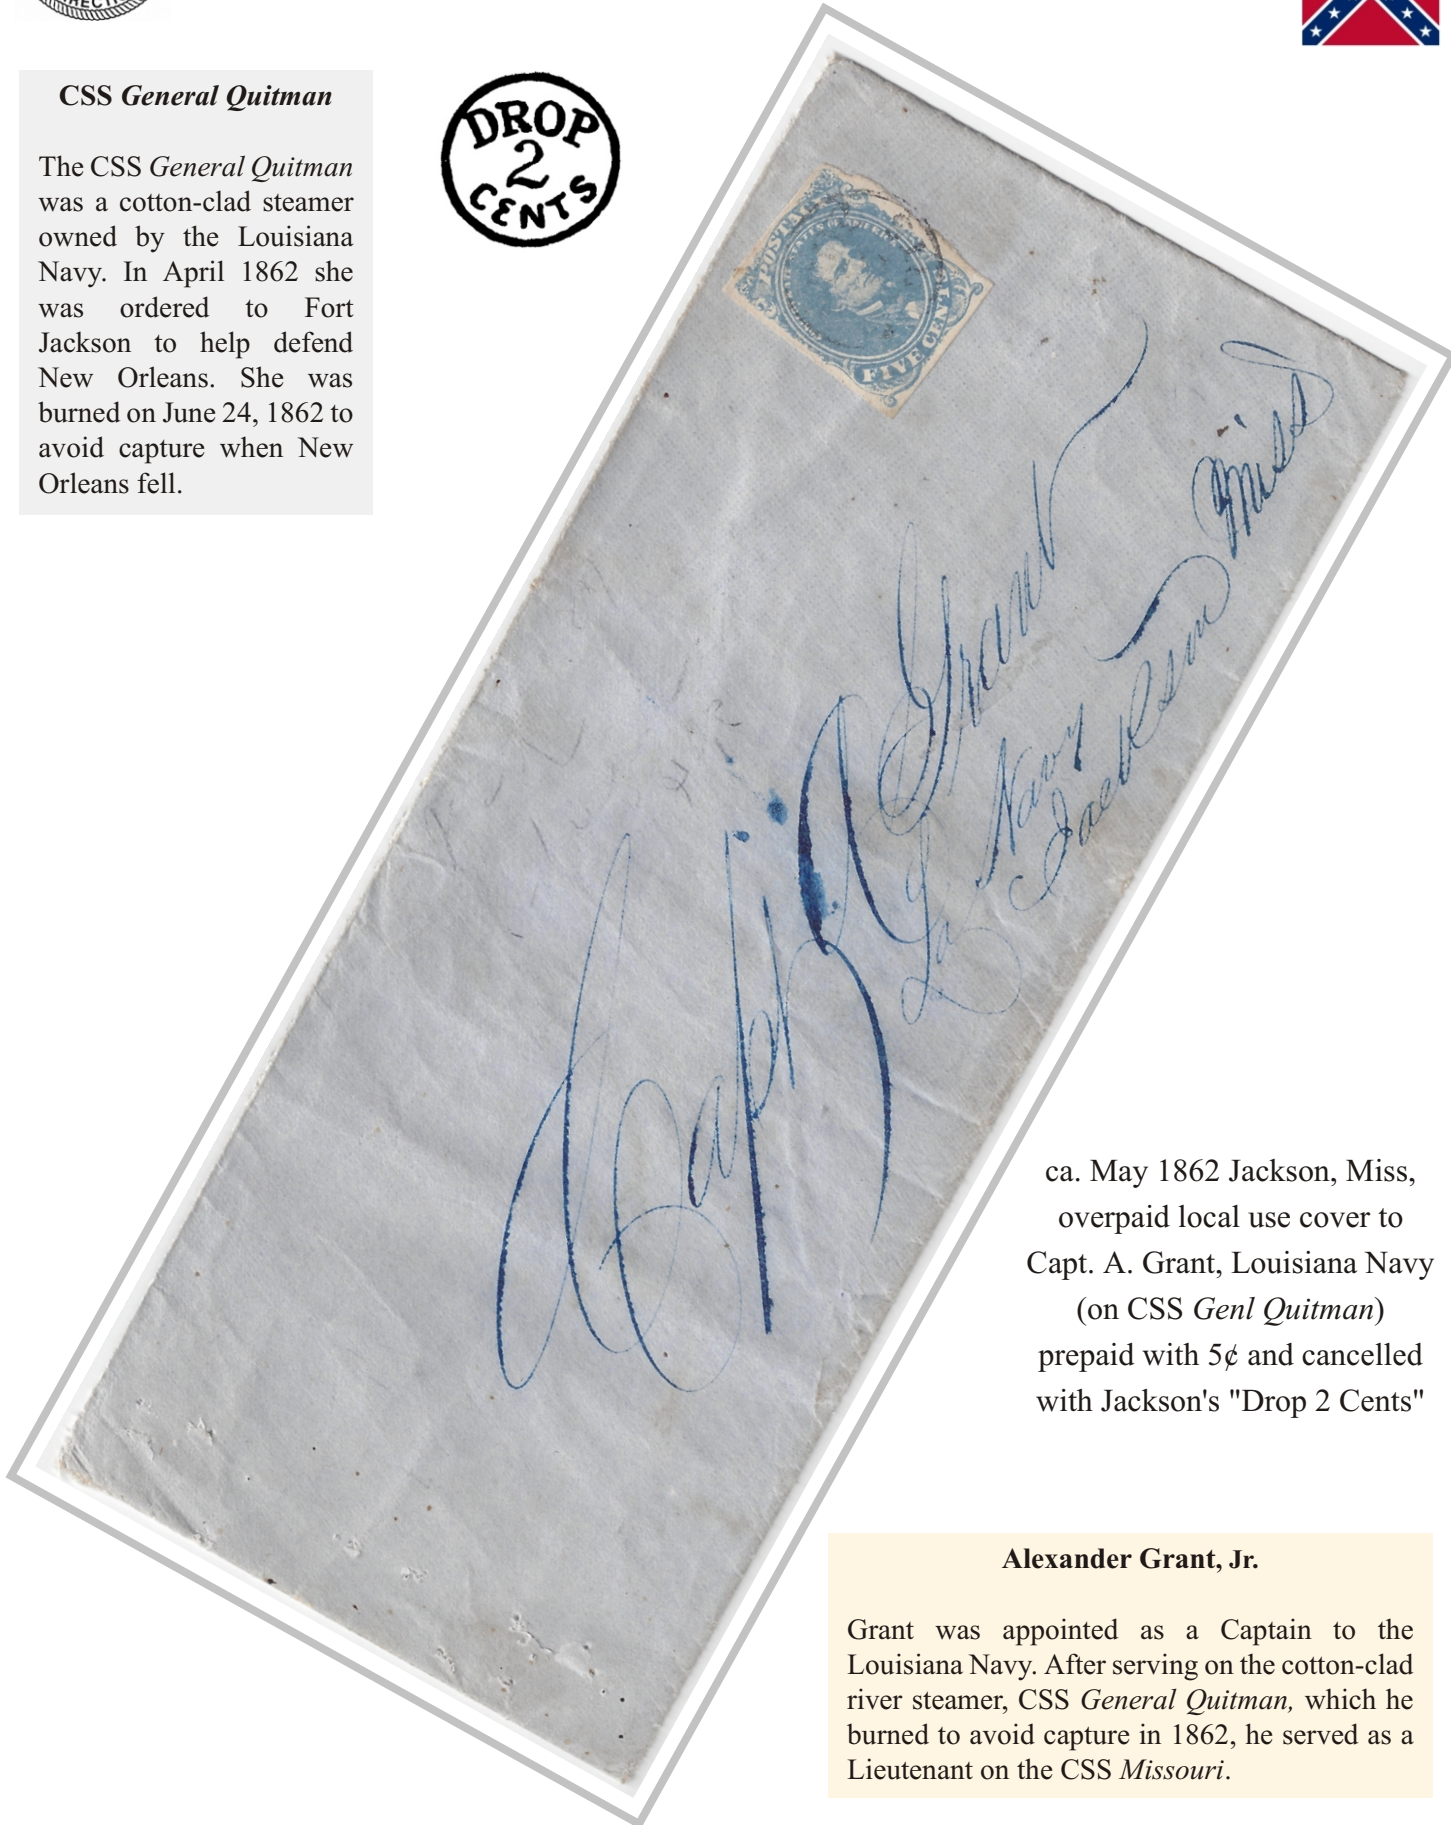 CSS General Quitman
The CSS General Quitman
was a cotton-clad steamer
owned by the Louisiana
Navy. In April 1862 she
was ordered to Fort
Jackson to help defend
New Orleans. She was
burned on June 24, 1862 to
avoid capture when New
Orleans fell.
DROP
2
CENTS
FIVE CENTS
Capt A Grant
La Navy
Jackson
Miss
ca. May 1862 Jackson, Miss,
overpaid local use cover to
Capt. A. Grant, Louisiana Navy
(on CSS Genl Quitman)
prepaid with 5¢ and cancelled
with Jackson's "Drop 2 Cents"
Alexander Grant, Jr.
Grant was appointed as a Captain to the
Louisiana Navy. After serving on the cotton-clad
river steamer, CSS General Quitman, which he
burned to avoid capture in 1862, he served as a
Lieutenant on the CSS Missouri.